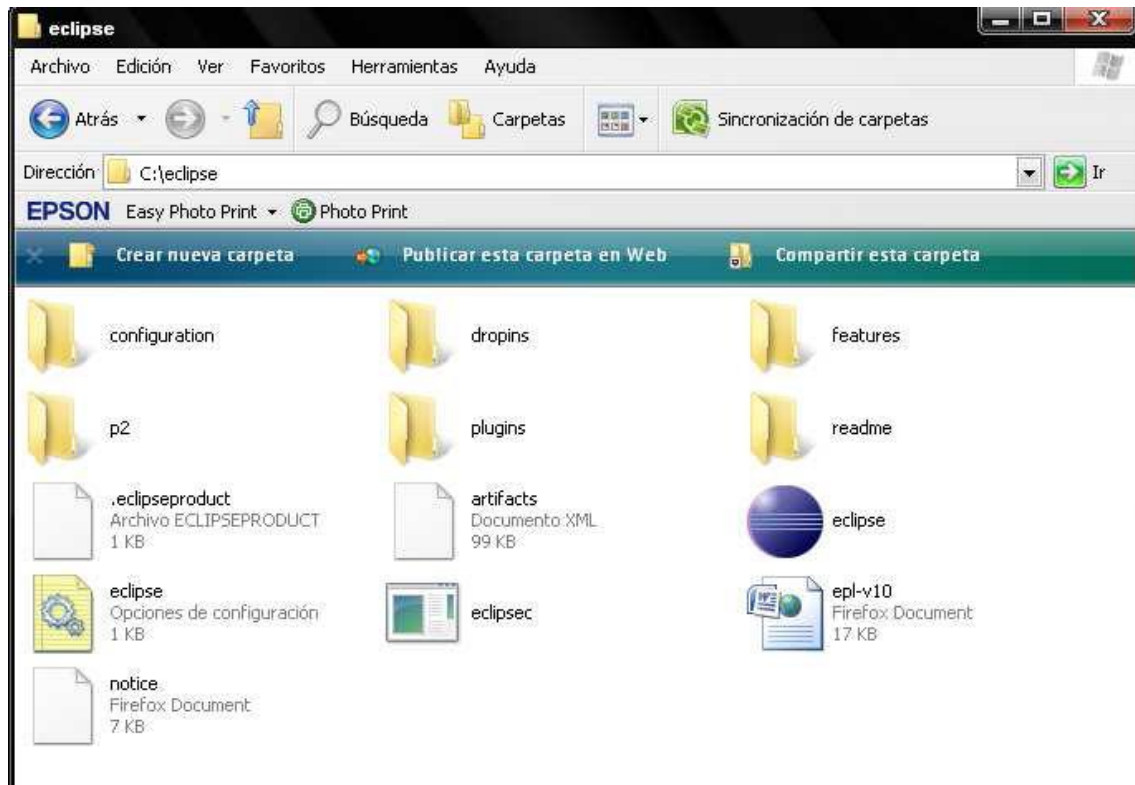 eclipse
Archivo Edición Ver Favoritos Herramientas Ayuda
Atrás Búsqueda Carpetas Sincronización de carpetas
Dirección C:\eclipse Ir
EPSON Easy Photo Print Photo Print
Crear nueva carpeta Publicar esta carpeta en Web Compartir esta carpeta
configuration
dropins
features
p2
plugins
readme
.eclipseproduct
Archivo ECLIPSEPRODUCT
1 KB
artifacts
Documento XML
99 KB
eclipse
eclipse
Opciones de configuración
1 KB
eclipsec
epl-v10
Firefox Document
17 KB
notice
Firefox Document
7 KB